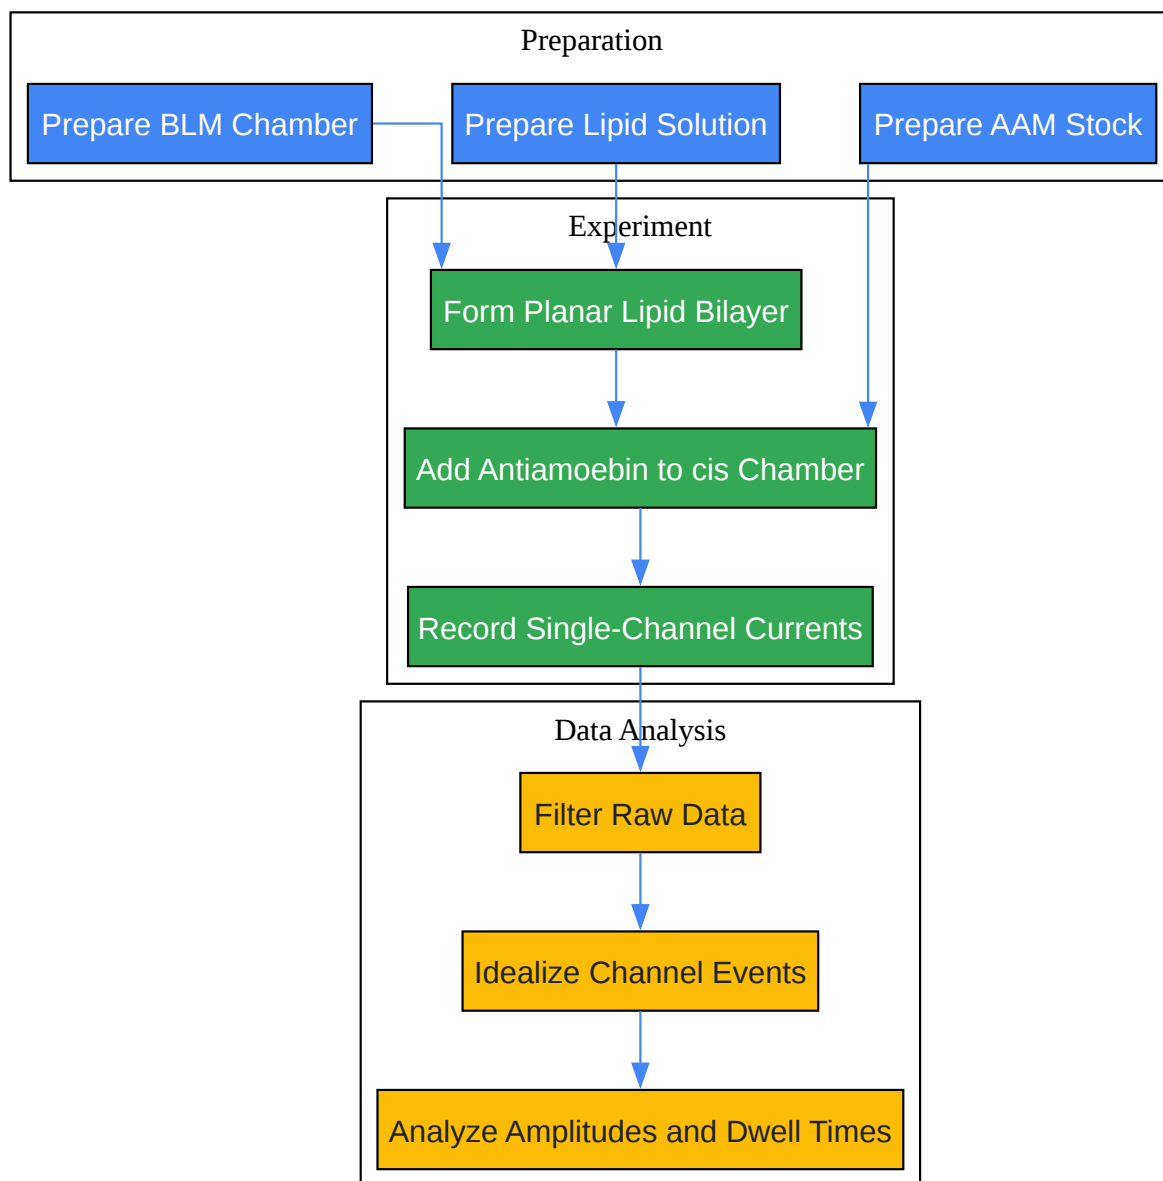 Preparation
Prepare BLM Chamber
Prepare Lipid Solution
Prepare AAM Stock
Experiment
Form Planar Lipid Bilayer
Add Antiamoebin to cis Chamber
Record Single-Channel Currents
Data Analysis
Filter Raw Data
Idealize Channel Events
Analyze Amplitudes and Dwell Times